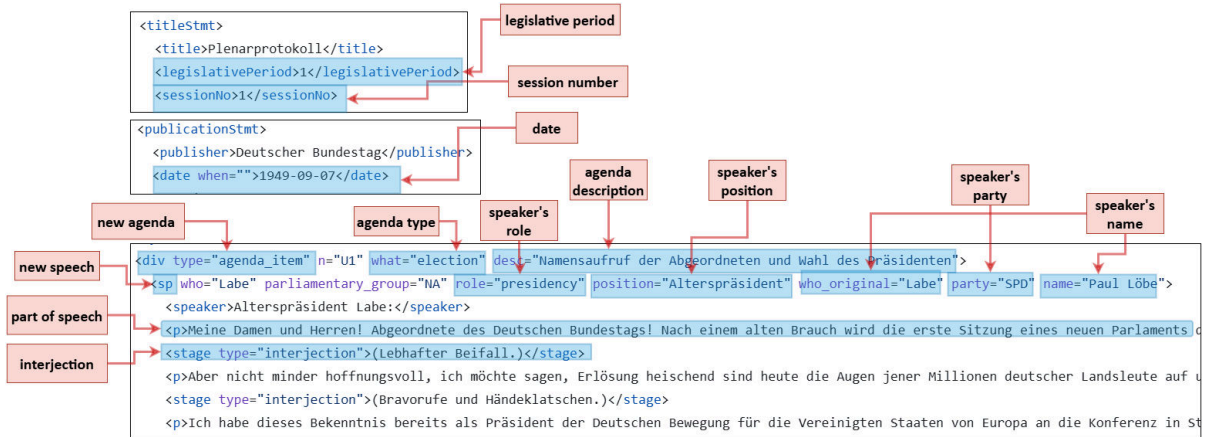 legislative period
<titleStmt>
<title>Plenarprotokoll</title>
<legislativePeriod>1</legislativePeriod>
session number
<sessionNo>1</sessionNo>
<publicationStmt>
date
<publisher>Deutscher Bundestag</publisher>
<date when="">1949-09-07</date>
agenda description
speaker's position
speaker's party
new agenda
agenda type
speaker's role
speaker's name
<div type="agenda_item" n="U1" what="election" desc="Namensaufruf der Abgeordneten und Wahl des Präsidenten">
new speech
<sp who="Labe" parliamentary_group="NA" role="presidency" position="Alterspräsident" who_original="Labe" party="SPD" name="Paul Löbe">
<speaker>Alterspräsident Labe:</speaker>
part of speech
<p>Meine Damen und Herren! Abgeordnete des Deutschen Bundestags! Nach einem alten Brauch wird die erste Sitzung eines neuen Parlaments
interjection
<stage type="interjection">(Lebhafter Beifall.)</stage>
<p>Aber nicht minder hoffnungsvoll, ich möchte sagen, Erlösung heischend sind heute die Augen jener Millionen deutscher Landsleute auf
<stage type="interjection">(Bravorufe und Händeklatschen.)</stage>
<p>Ich habe dieses Bekenntnis bereits als Präsident der Deutschen Bewegung für die Vereinigten Staaten von Europa an die Konferenz in St